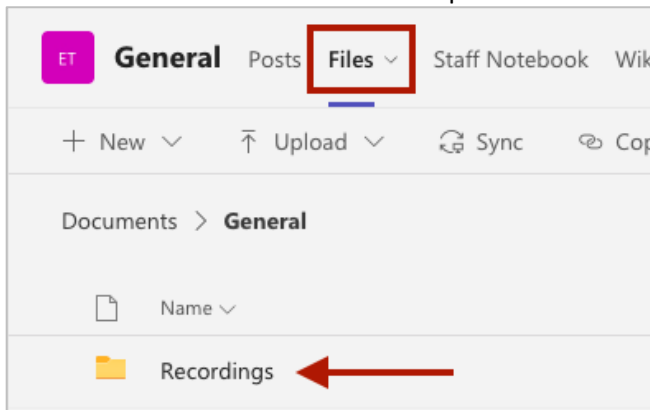 ET General Posts Files Staff Notebook
New Upload Sync
Documents > General
Name
Recordings